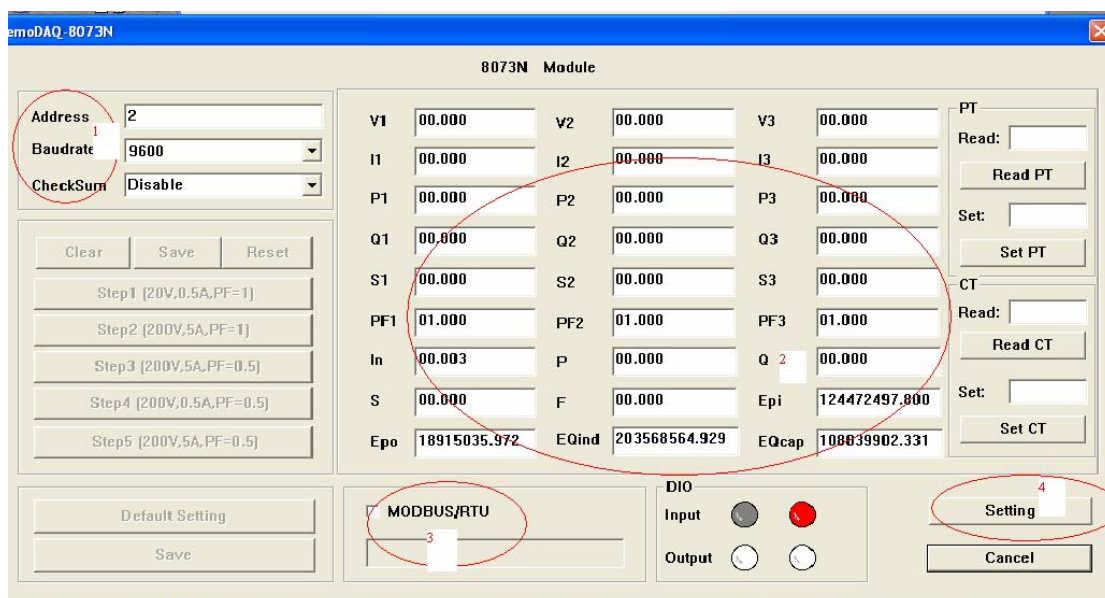 emoDAQ-8073N
8073N Module
Address 2
1
Baudrate 9600
CheckSum Disable
Clear Save Reset
Step1 (20V,0.5A,PF=1)
Step2 (200V,5A,PF=1)
Step3 (200V,5A,PF=0.5)
Step4 (200V,0.5A,PF=0.5)
Step5 (200V,5A,PF=0.5)
Default Setting
Save
V1 00.000 V2 00.000 V3 00.000
I1 00.000 I2 00.000 I3 00.000
P1 00.000 P2 00.000 P3 00.000
Q1 00.000 Q2 00.000 Q3 00.000
S1 00.000 S2 00.000 S3 00.000
PF1 01.000 PF2 01.000 PF3 01.000
In 00.003 P 00.000 Q 2 00.000
S 00.000 F 00.000 Epi 124472497.800
Epo 18915035.972 EQind 203568564.929 EQcap 108039902.331
PT
Read:
Read PT
Set:
Set PT
CT
Read:
Read CT
Set:
Set CT
MODBUS/RTU
3
DIO
Input
Output
4
Setting
Cancel